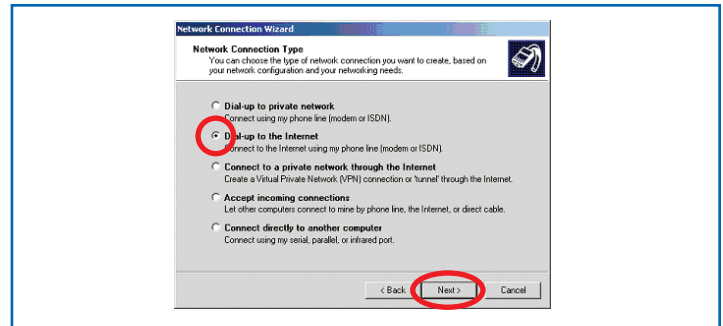 Network Connection Wizard
Network Connection Type
You can choose the type of network connection you want to create, based on
your network configuration and your networking needs.
Dial-up to private network
Connect using my phone line (modem or ISDN).
Dial-up to the Internet
Connect to the Internet using my phone line (modem or ISDN).
Connect to a private network through the Internet
Create a Virtual Private Network (VPN) connection or 'tunnel' through the Internet.
Accept incoming connections
Let other computers connect to mine by phone line, the Internet, or direct cable.
Connect directly to another computer
Connect using my serial, parallel, or infrared port.
< Back Next > Cancel